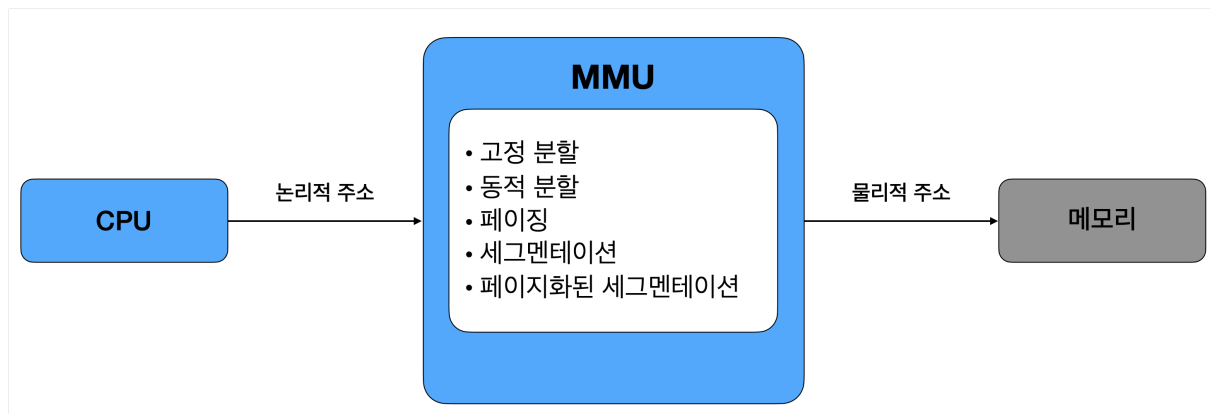 MMU
• 고정 분할
• 동적 분할
• 페이징
• 세그멘테이션
• 페이지화된 세그멘테이션
CPU
논리적 주소
물리적 주소
메모리